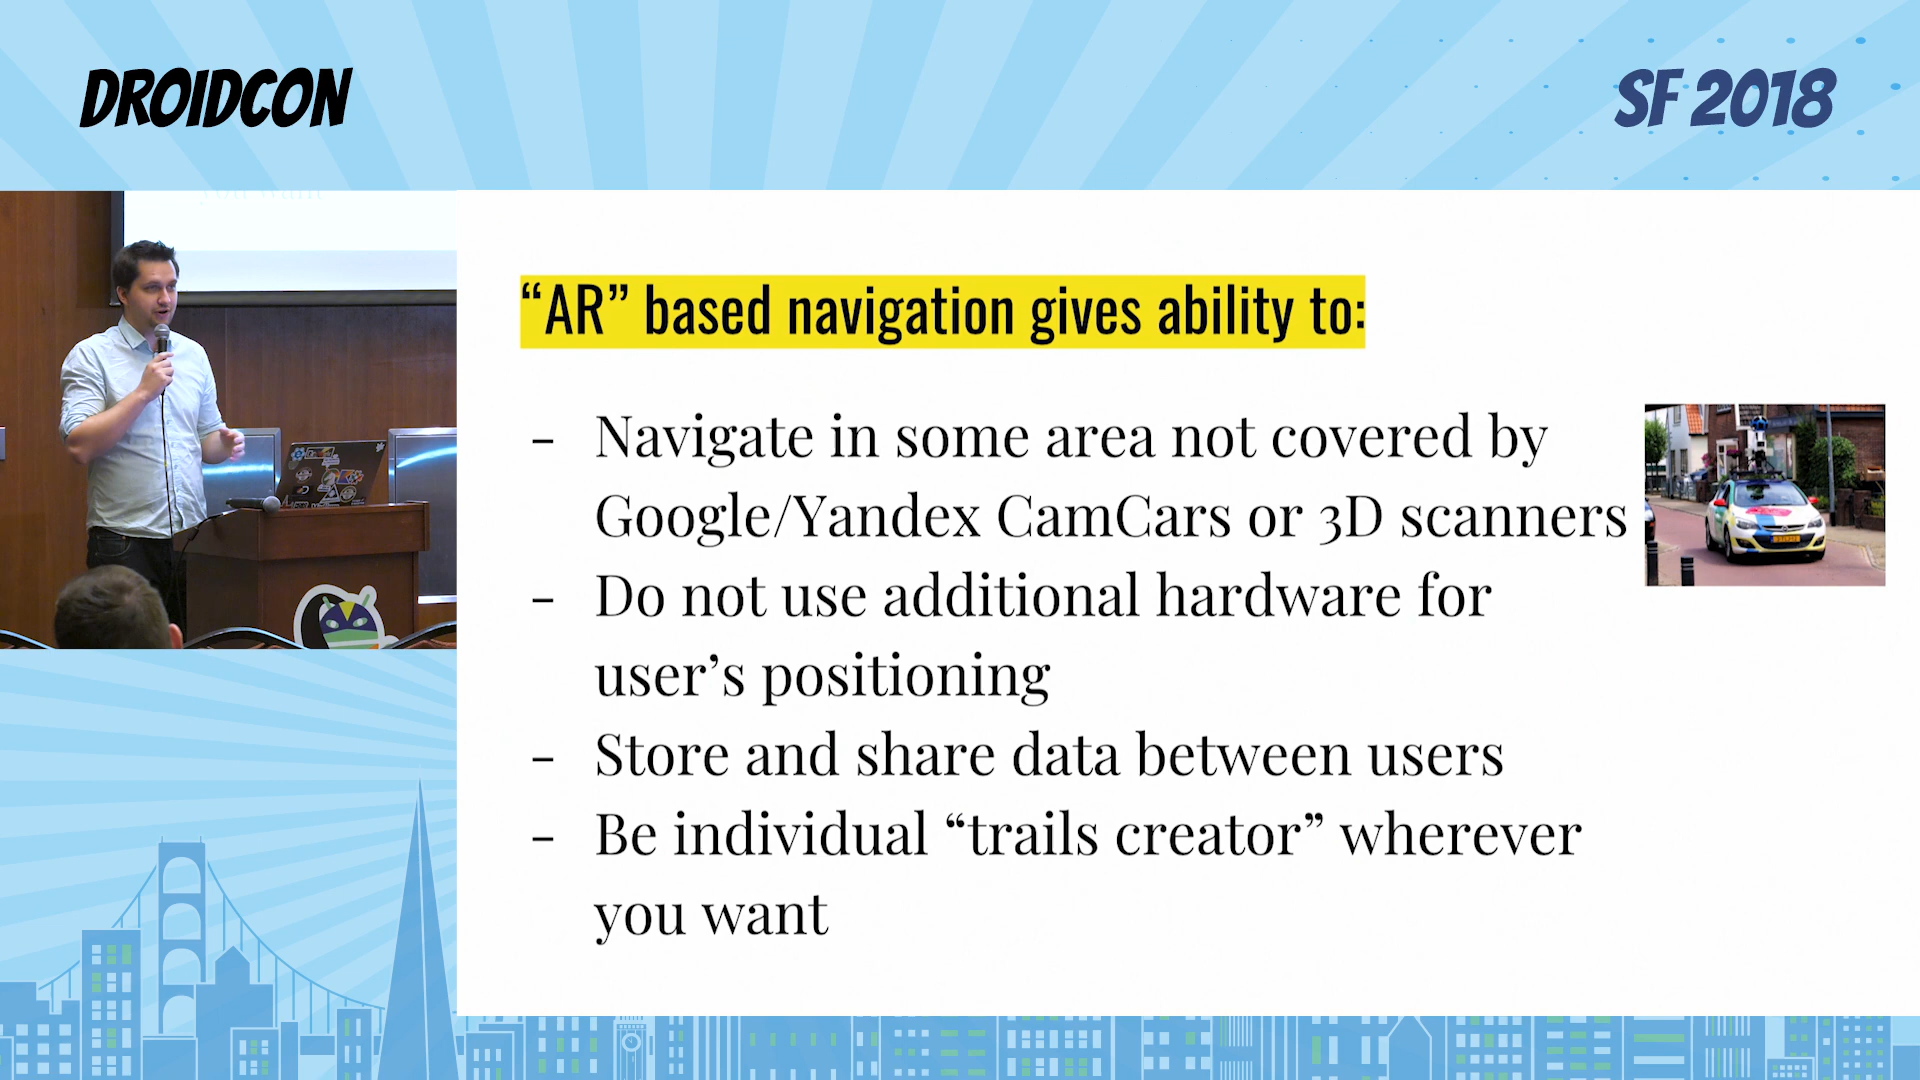 DROIDCON
SF 2018
“AR” based navigation gives ability to:
- Navigate in some area not covered by
Google/Yandex CamCars or 3D scanners
- Do not use additional hardware for
user’s positioning
- Store and share data between users
- Be individual “trails creator” wherever
you want
you want